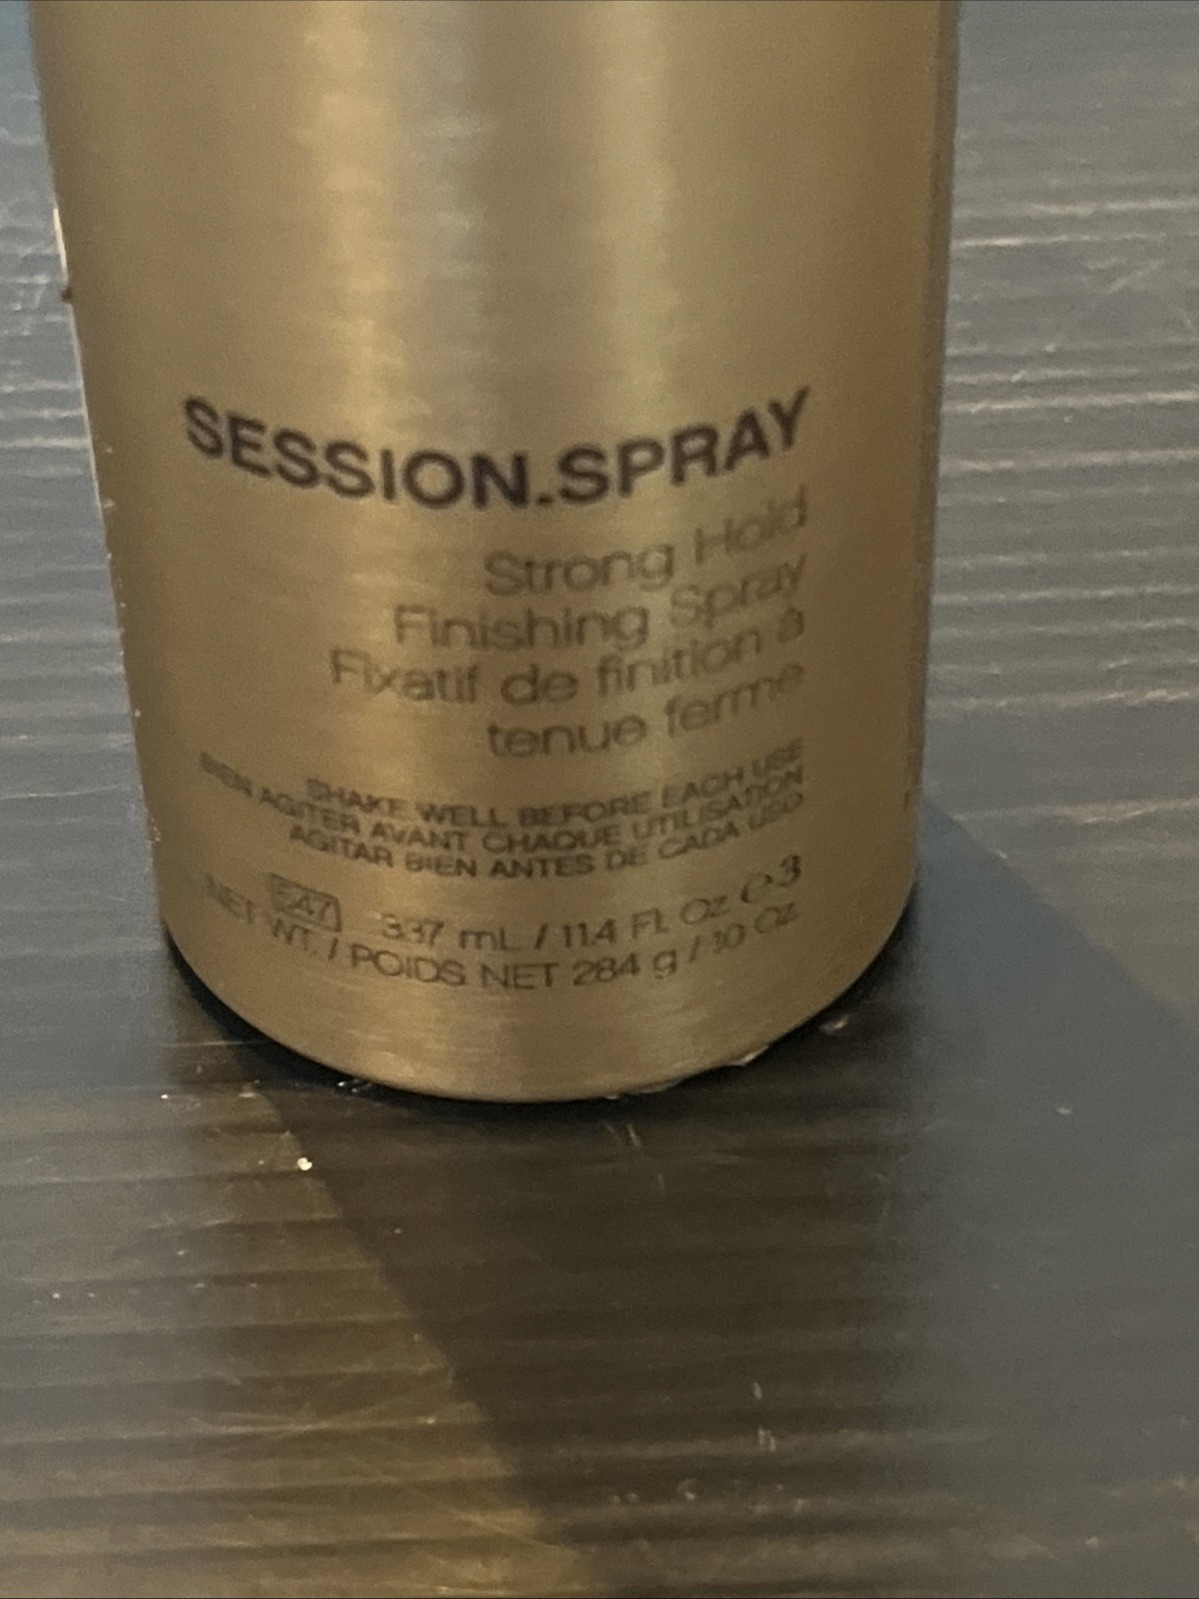 SESSION.SPRAY
Strong Hold
Finishing Spray
Fixatif de finition à
tenue ferme
SHAKE WELL BEFORE EACH USE
BIEN AGITER AVANT CHAQUE UTILISATION
AGITAR BIEN ANTES DE CADA USO
E47 337 mL / 11.4 Fl. Oz ℮ 3
NET WT. / POIDS NET 284 g / 10 Oz